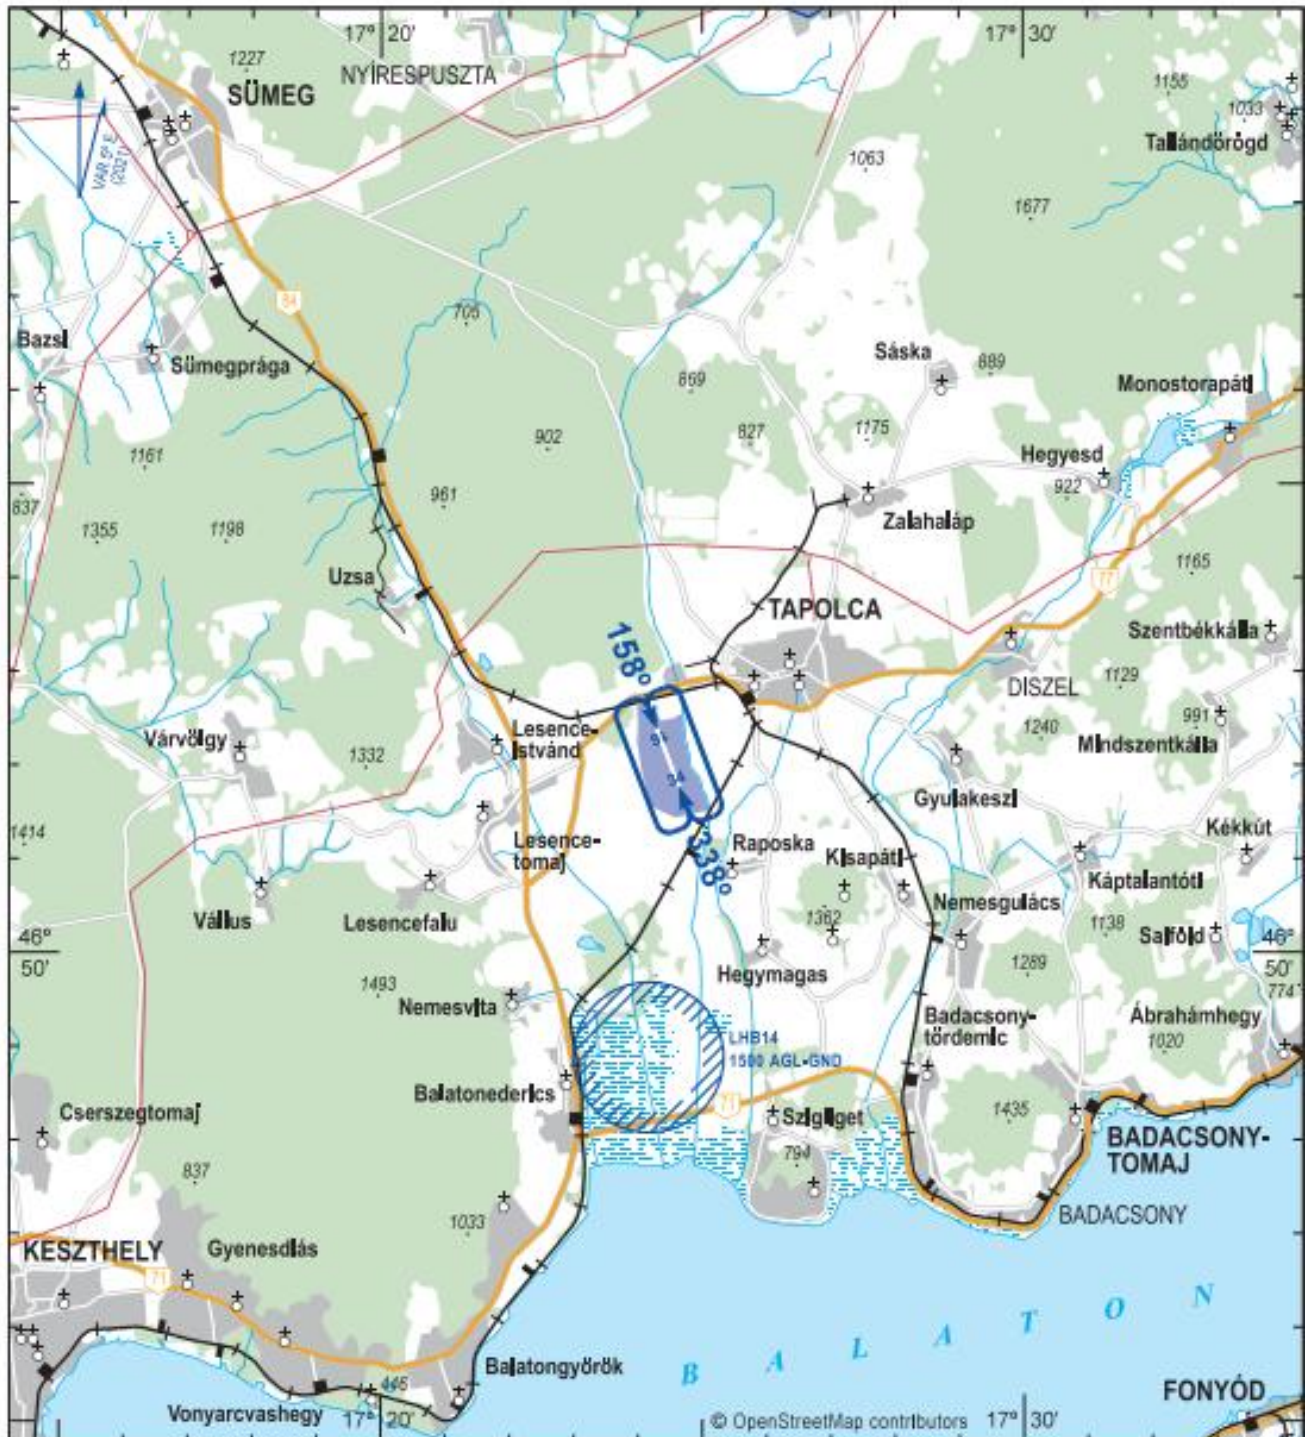 17° 20'
17° 30'
1227
NYÍRESPUSZTA
SÜMEG
1155
1033
Tallándörögd
VAR 5° E
(2021)
1063
1677
84
705
Bazsi
Sümegprága
Sáska
889
869
Monostorapáti
1175
827
902
1161
Hegyesd
922
837
961
1355
1198
Zalahaláp
Uzsa
77
1165
TAPOLCA
158°
Szentbékkálla
DISZEL
1129
991
Lesence-
istvánd
Várvölgy
1332
1240
Mindszentkálla
34
Gyulakeszi
1414
Lesence-
tomaj
Raposka
Kisapáti
Kékkút
338°
Káptalantóti
Vállus
Lesencefalu
1362
Nemesgulács
1138
Salföld
46°
50'
46°
50'
Hegymagas
1289
1493
774
Nemesvita
Badacsony-
tördemic
Ábrahámhegy
1020
LHB14
1500 AGL-GND
Balatonederics
71
Cserszegtomaj
Szigliget
1435
794
BADACSONY-
TOMAJ
837
1033
BADACSONY
KESZTHELY
Gyenesdiás
71
BALATON
Balatongyörök
446
FONYÓD
Vonyarcvashegy
17° 20'
© OpenStreetMap contributors
17° 30'